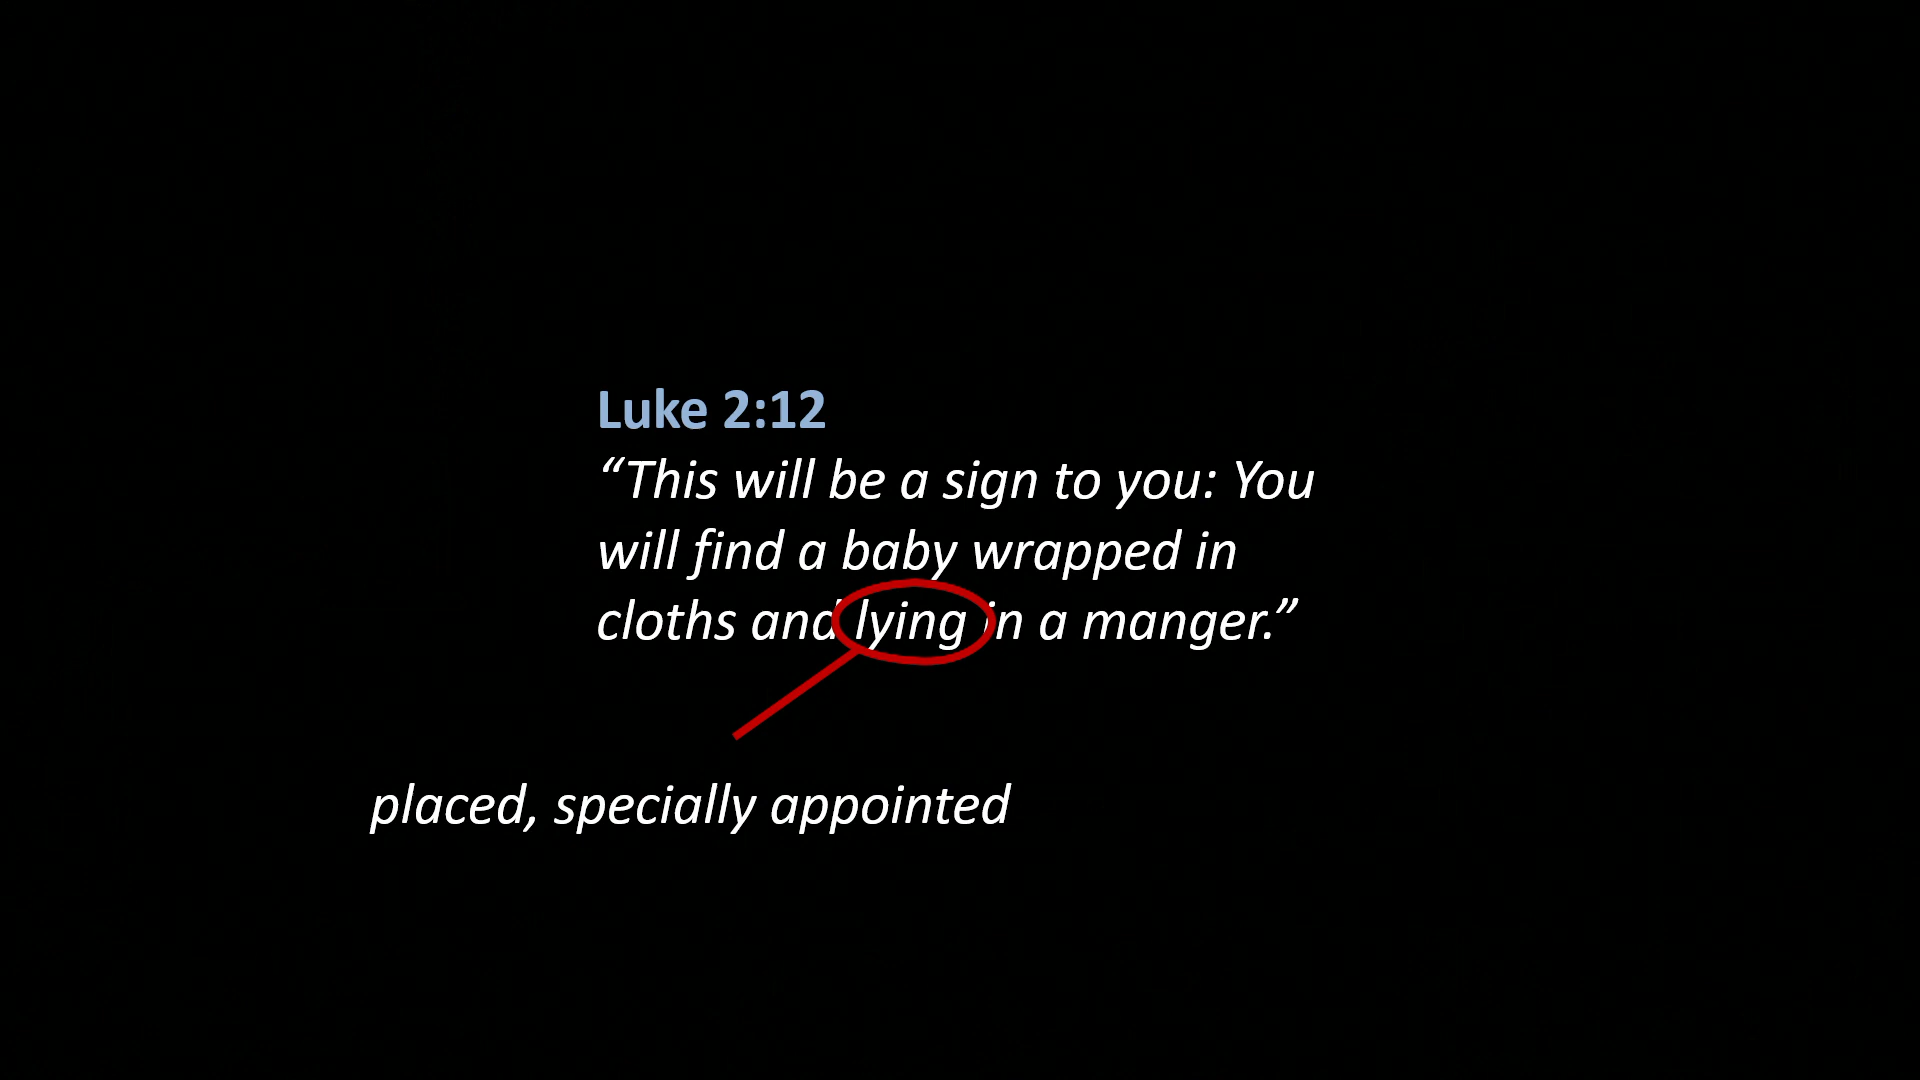 Luke 2:12
“This will be a sign to you: You
will find a baby wrapped in
cloths and lying in a manger.”
placed, specially appointed